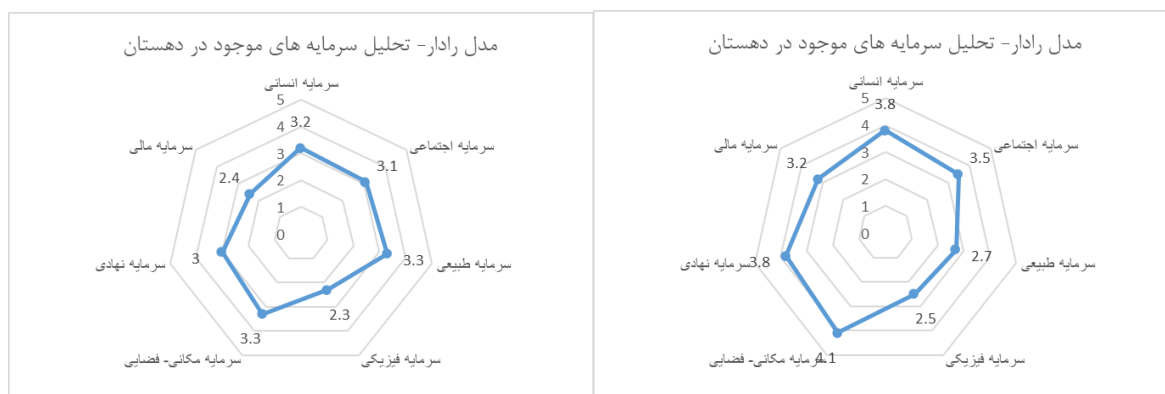 مدل رادار- تحلیل سرمایه های موجود در دهستان
سرمایه انسانی
5
3.2
4
3
2
1
0
سرمایه اجتماعی
3.1
سرمایه طبیعی
3.3
سرمایه فیزیکی
2.3
سرمایه مکانی- فضایی
3.3
سرمایه نهادی
3
سرمایه مالی
2.4
مدل رادار- تحلیل سرمایه های موجود در دهستان
سرمایه انسانی
5
3.8
4
3
2
1
0
سرمایه اجتماعی
3.5
سرمایه طبیعی
2.7
سرمایه فیزیکی
2.5
سرمایه مکانی- فضایی
4.1
سرمایه نهادی
3.8
سرمایه مالی
3.2